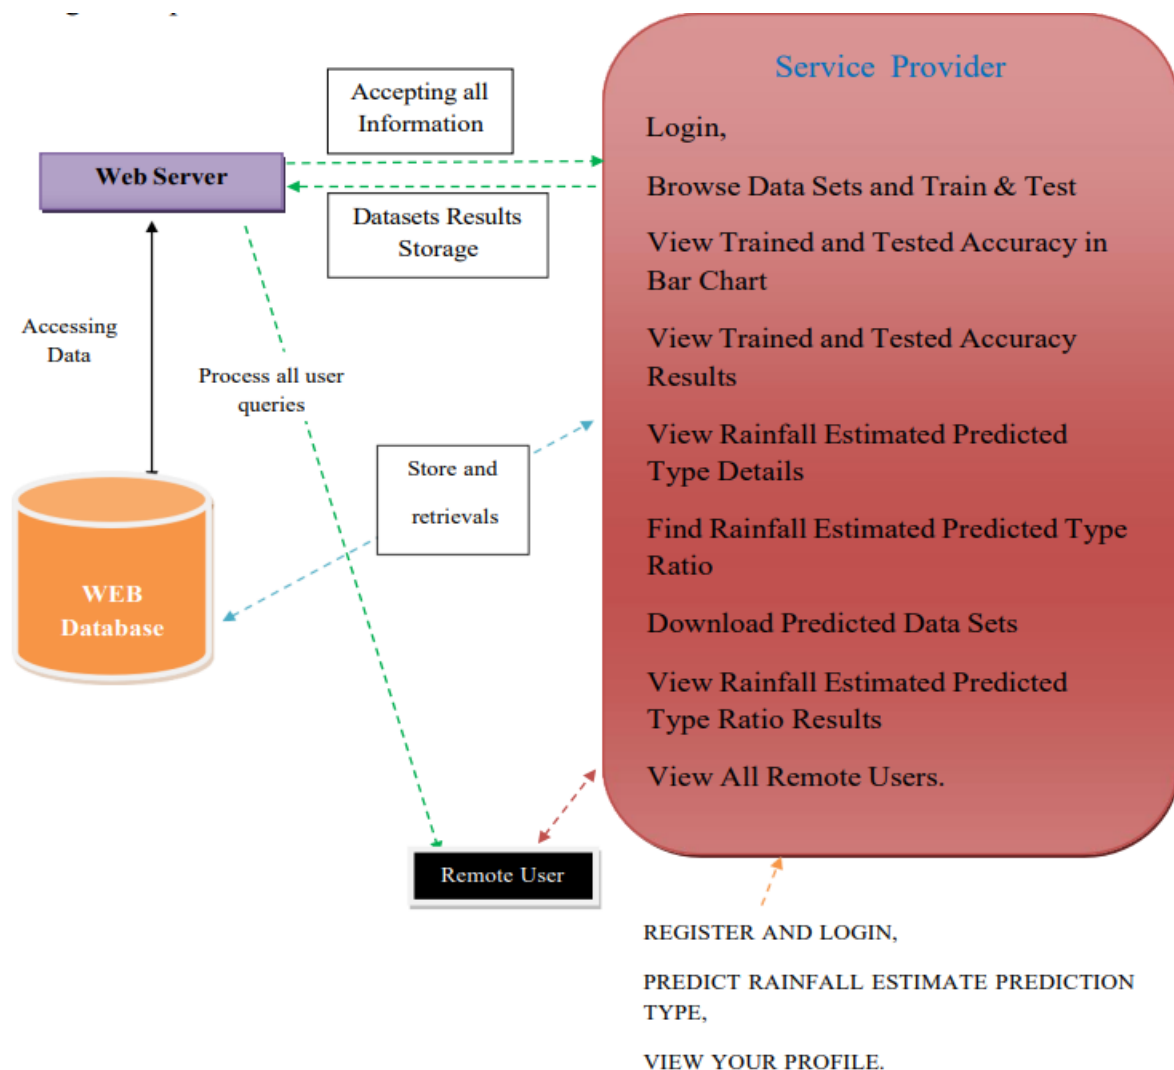 Service Provider
Accepting all
Information
Login,
Web Server
Browse Data Sets and Train & Test
Datasets Results
Storage
View Trained and Tested Accuracy in
Bar Chart
Accessing
Data
View Trained and Tested Accuracy
Results
Process all user
queries
View Rainfall Estimated Predicted
Type Details
Store and
retrievals
Find Rainfall Estimated Predicted Type
Ratio
WEB
Database
Download Predicted Data Sets
View Rainfall Estimated Predicted
Type Ratio Results
View All Remote Users.
Remote User
REGISTER AND LOGIN,
PREDICT RAINFALL ESTIMATE PREDICTION
TYPE,
VIEW YOUR PROFILE.